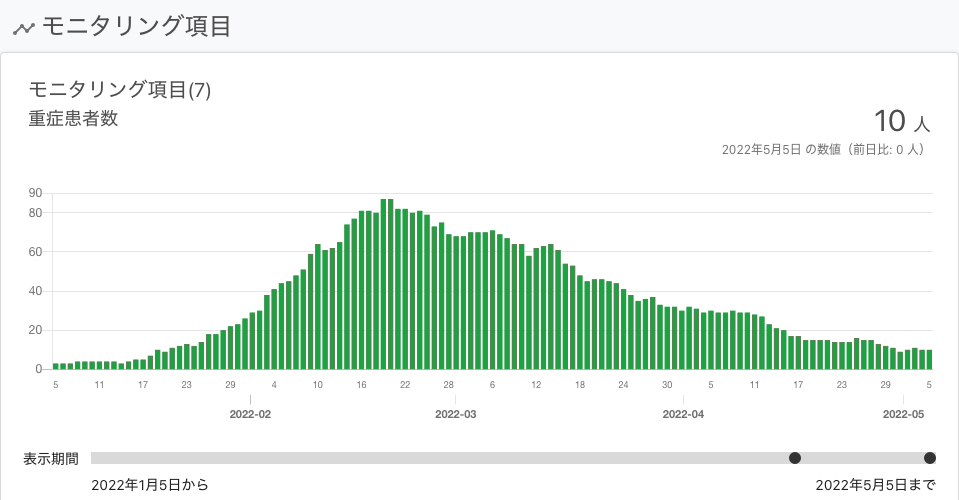 モニタリング項目
モニタリング項目(7)
重症患者数
10 人
2022年5月5日 の数値（前日比: 0 人）
90
80
60
40
20
0
5 11 17 23 29 4 10 16 22 28 6 12 18 24 30 5 11 17 23 29 5
2022-02 2022-03 2022-04 2022-05
表示期間
2022年1月5日から 2022年5月5日まで